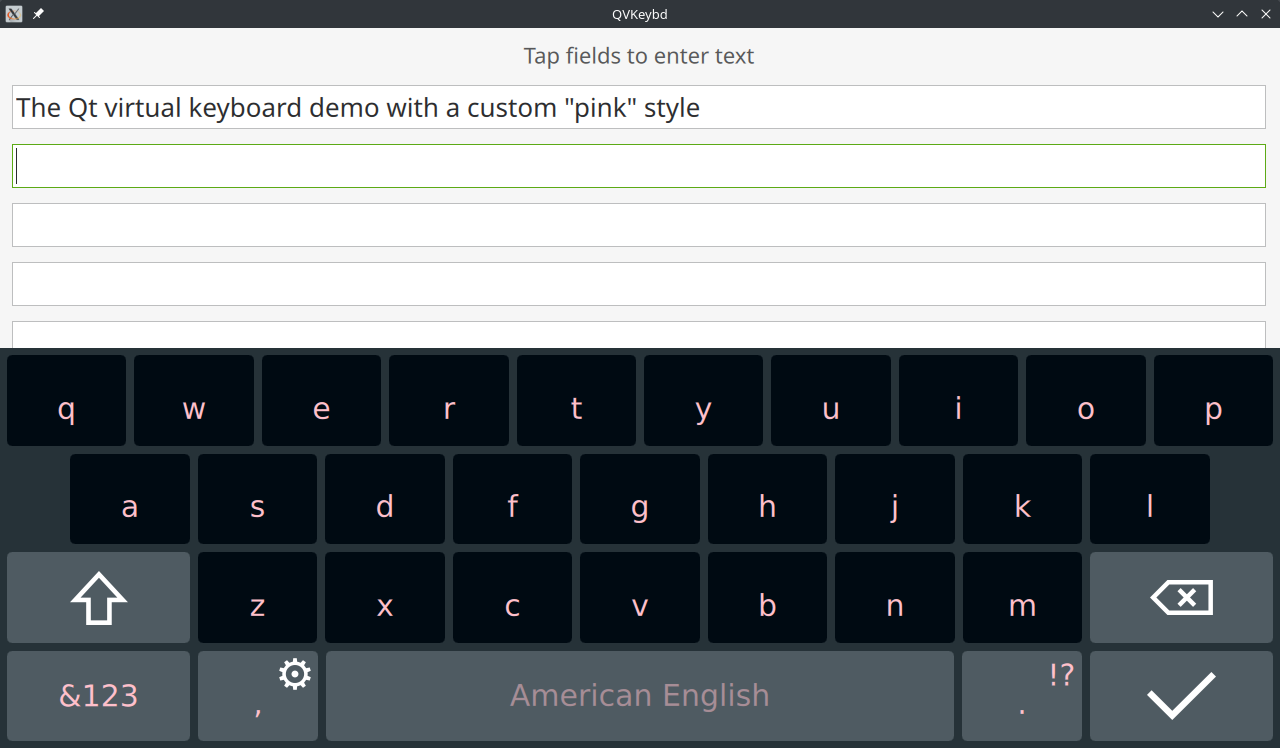 QVKeybd
Tap fields to enter text
The Qt virtual keyboard demo with a custom "pink" style
q w e r t y u i o p
a s d f g h j k l
z x c v b n m
&123 , American English . !?